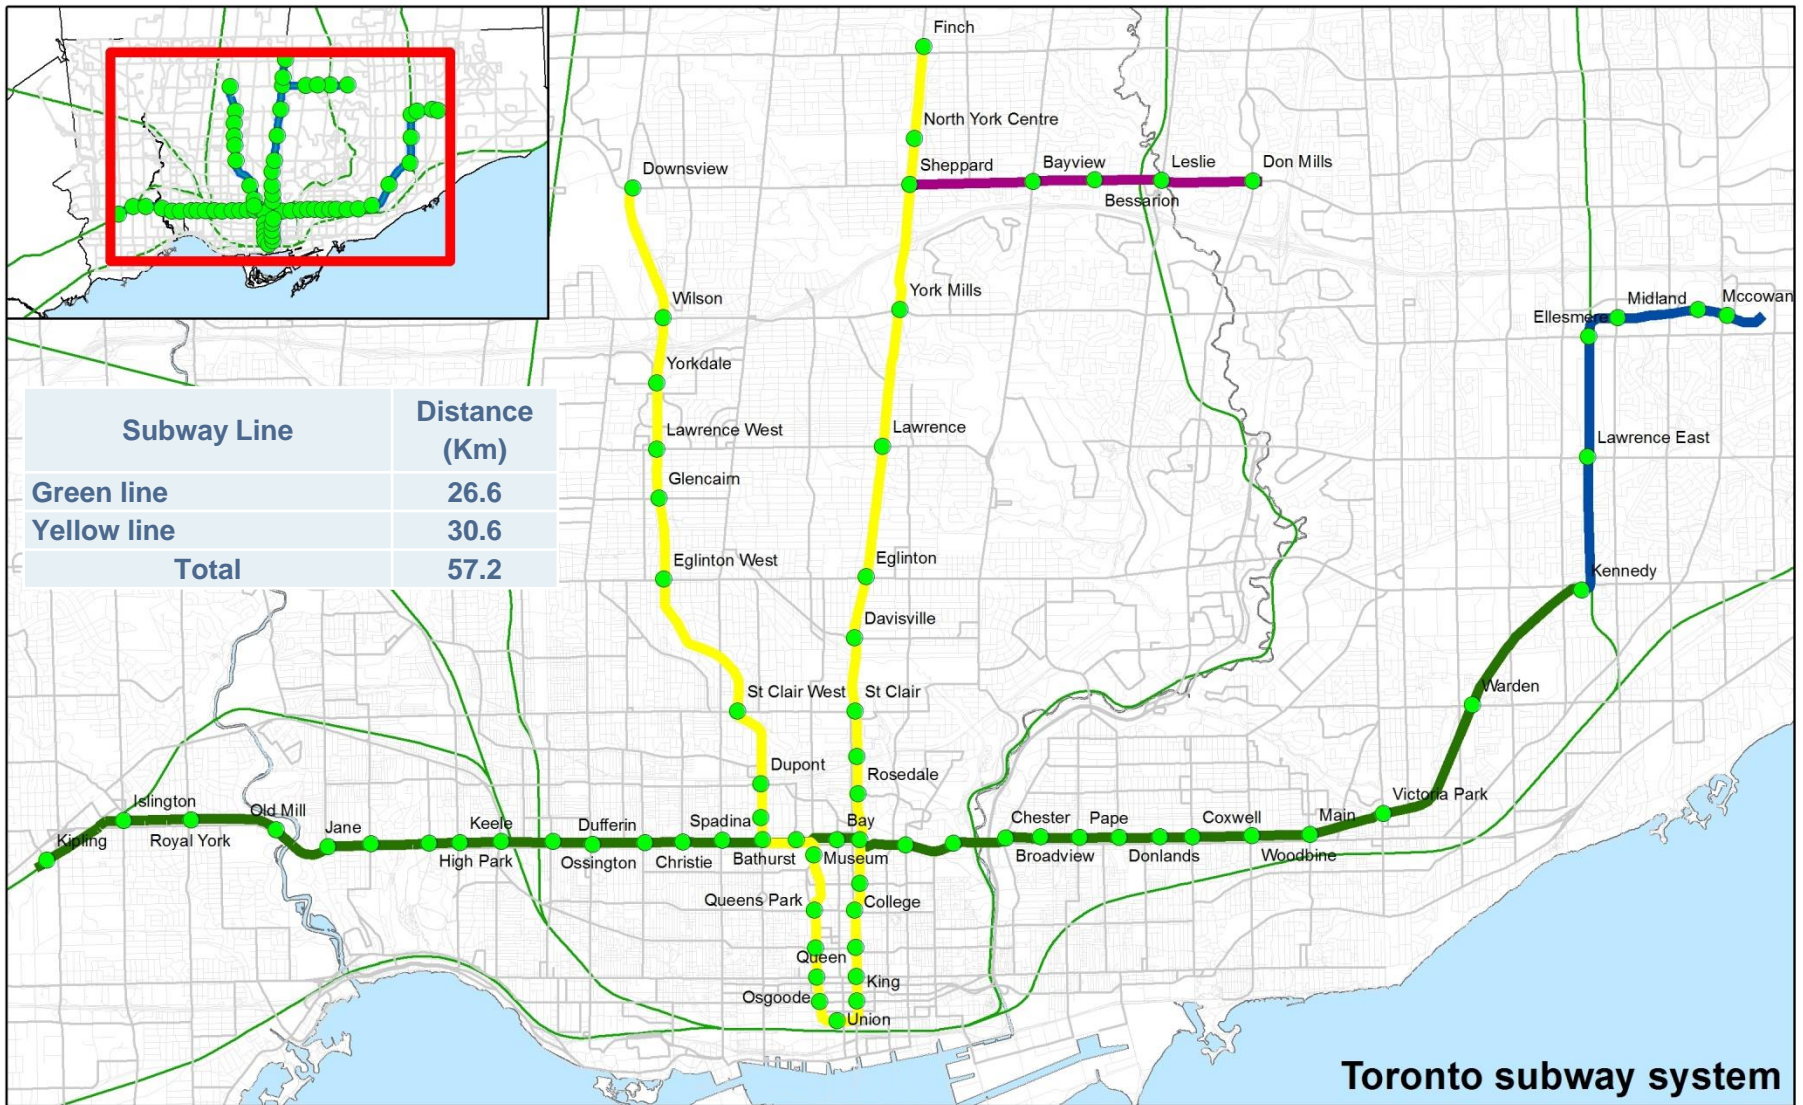 Finch
North York Centre
Downsview
Sheppard
Bayview
Leslie
Don Mills
Bessarion
Wilson
York Mills
Midland
Mccowan
Ellesmere
Yorkdale
Subway Line
Distance
(Km)
Green line
26.6
Yellow line
30.6
Total
57.2
Lawrence West
Lawrence
Lawrence East
Glencairn
Eglinton West
Eglinton
Kennedy
Davisville
St Clair West
St Clair
Warden
Dupont
Rosedale
Victoria Park
Islington
Old Mill
Kipling
Royal York
Jane
Keele
High Park
Dufferin
Ossington
Christie
Spadina
Bathurst
Bay
Museum
Chester
Broadview
Pape
Donlands
Coxwell
Woodbine
Main
Queens Park
College
Queen
King
Osgoode
Union
Toronto subway system